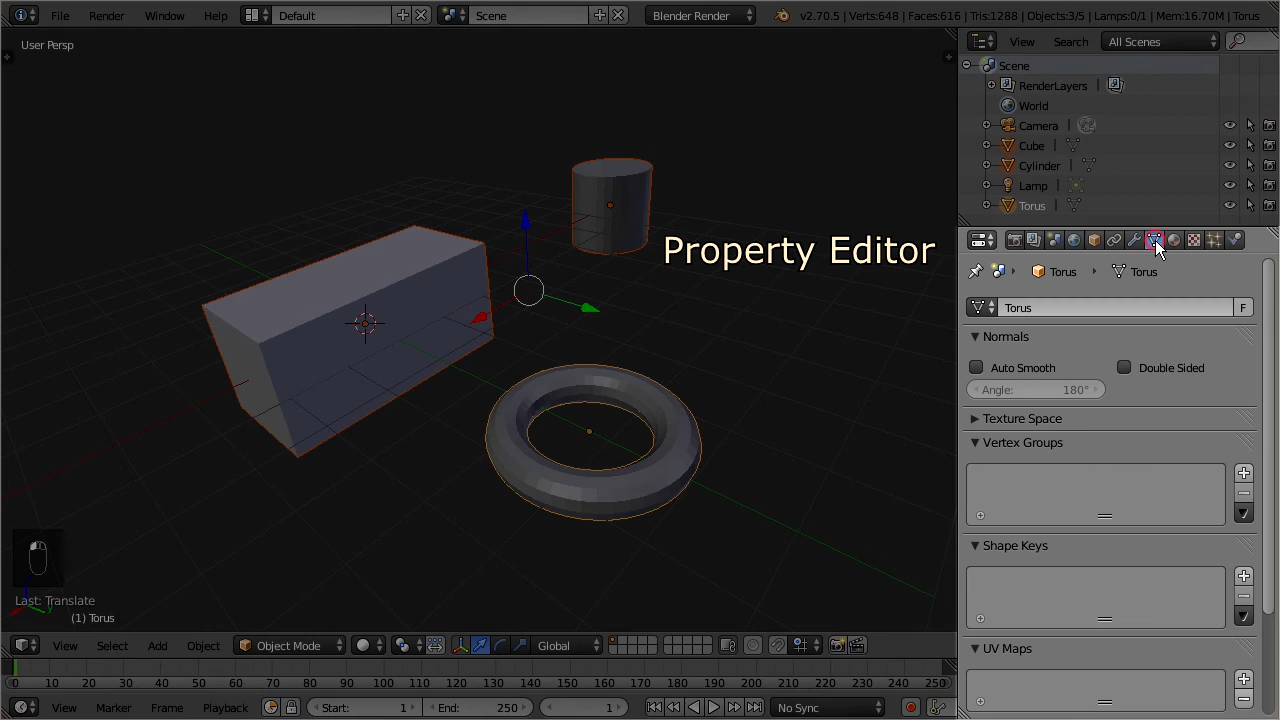 File Render Window Help Default Scene Blender Render v2.70.5 | Verts:648 | Faces:616 | Tris:1288 | Objects:3/5 | Lamps:0/1 | Mem:16.70M | Torus
User Persp
View Search All Scenes
Scene
RenderLayers
World
Camera
Cube
Cylinder
Lamp
Torus
Property Editor
Torus Torus
Torus F
Normals
Auto Smooth Double Sided
Angle: 180°
Texture Space
Vertex Groups
Shape Keys
UV Maps
Last: Translate
(1) Torus
View Select Add Object Object Mode Global
0 10 20 30 40 50 60 70 80 90 100 110 120 130 140 150 160 170 180 190 200 210 220 230 240 250
View Marker Frame Playback Start: 1 End: 250 1 No Sync